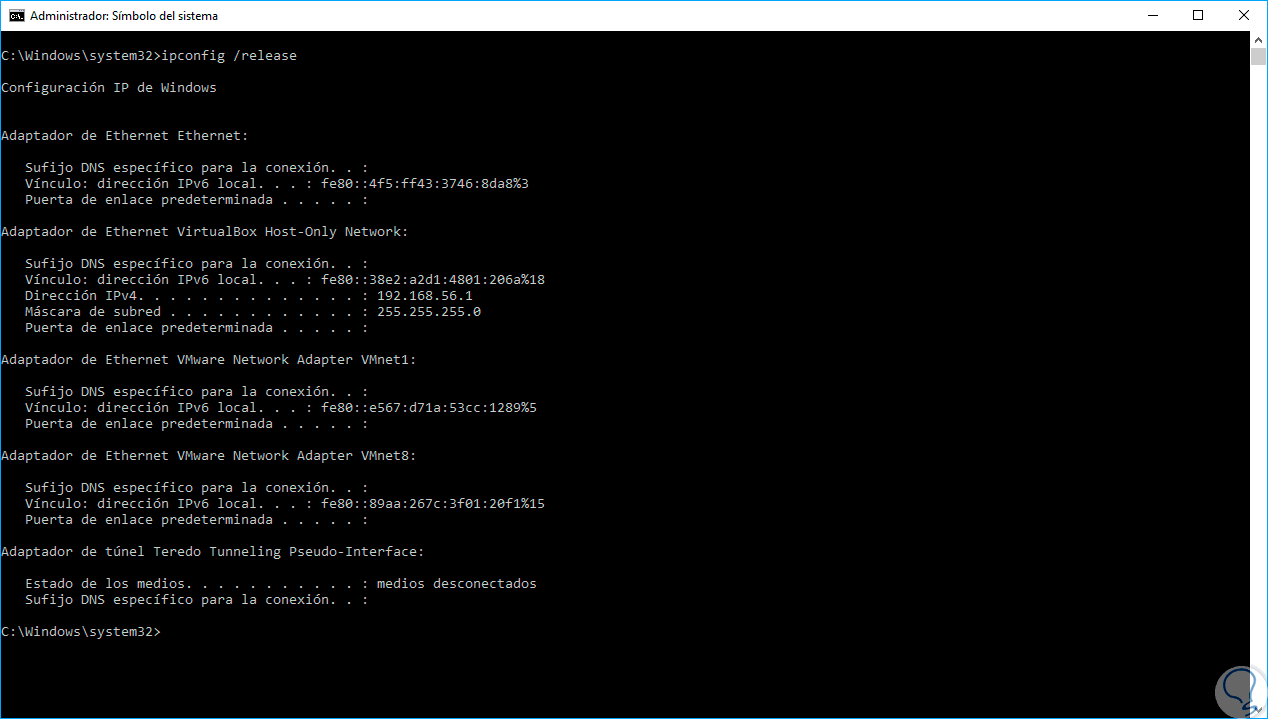 Administrador: Símbolo del sistema
C:\Windows\system32>ipconfig /release
Configuración IP de Windows
Adaptador de Ethernet Ethernet:
Sufijo DNS específico para la conexión. . :
Vínculo: dirección IPv6 local. . . : fe80::4f5:ff43:3746:8da8%3
Puerta de enlace predeterminada . . . . . :
Adaptador de Ethernet VirtualBox Host-Only Network:
Sufijo DNS específico para la conexión. . :
Vínculo: dirección IPv6 local. . . : fe80::38e2:a2d1:4801:206a%18
Dirección IPv4. . . . . . . . . . . . . . : 192.168.56.1
Máscara de subred . . . . . . . . . . . . : 255.255.255.0
Puerta de enlace predeterminada . . . . . :
Adaptador de Ethernet VMware Network Adapter VMnet1:
Sufijo DNS específico para la conexión. . :
Vínculo: dirección IPv6 local. . . : fe80::e567:d71a:53cc:1289%5
Puerta de enlace predeterminada . . . . . :
Adaptador de Ethernet VMware Network Adapter VMnet8:
Sufijo DNS específico para la conexión. . :
Vínculo: dirección IPv6 local. . . : fe80::89aa:267c:3f01:20f1%15
Puerta de enlace predeterminada . . . . . :
Adaptador de túnel Teredo Tunneling Pseudo-Interface:
Estado de los medios. . . . . . . . . . . : medios desconectados
Sufijo DNS específico para la conexión. . :
C:\Windows\system32>